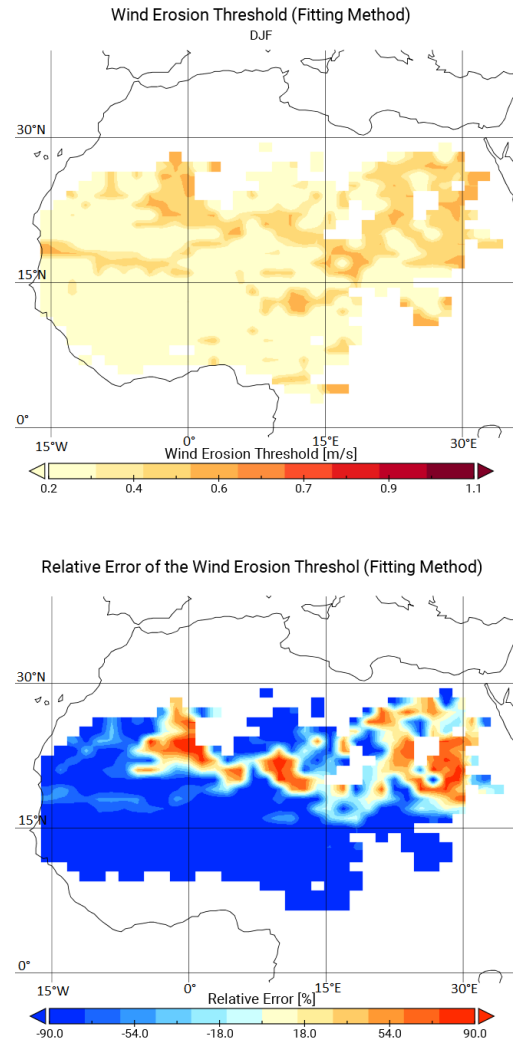 Wind Erosion Threshold (Fitting Method)
DJF
30°N
15°N
0°
15°W 0° 15°E 30°E
Wind Erosion Threshold [m/s]
0.2 0.4 0.6 0.7 0.9 1.1
Relative Error of the Wind Erosion Threshol (Fitting Method)
30°N
15°N
0°
15°W 0° 15°E 30°E
Relative Error [%]
-90.0 -54.0 -18.0 18.0 54.0 90.0